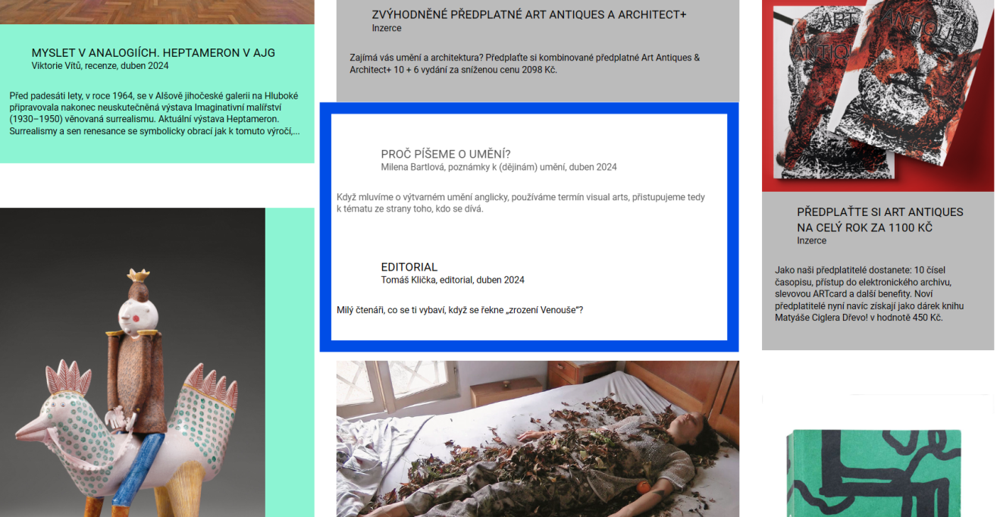 MYSLET V ANALOGIÍCH. HEPTAMERON V AJG
Viktorie Vítů, recenze, duben 2024
Před padesáti lety, v roce 1964, se v Alšově jihočeské galerii na Hluboké
připravovala nakonec neuskutečněná výstava Imaginativní malířství
(1930–1950) věnovaná surrealismu. Aktuální výstava Heptameron.
Surrealismy a sen renesance se symbolicky obrací jak k tomuto výročí,...
ZVÝHODNĚNÉ PŘEDPLATNÉ ART ANTIQUES A ARCHITECT+
Inzerce
Zajímá vás umění a architektura? Předplaťte si kombinované předplatné Art Antiques &
Architect+ 10 + 6 vydání za sníženou cenu 2098 Kč.
PROČ PÍŠEME O UMĚNÍ?
Milena Bartlová, poznámky k (dějinám) umění, duben 2024
Když mluvíme o výtvarném umění anglicky, používáme termín visual arts, přistupujeme tedy
k tématu ze strany toho, kdo se dívá.
EDITORIAL
Tomáš Klička, editorial, duben 2024
Milý čtenáři, co se ti vybaví, když se řekne „zrození Venouše“?
ART
ANTIQUES
ANTIQ
PŘEDPLAŤTE SI ART ANTIQUES
NA CELÝ ROK ZA 1100 KČ
Inzerce
Jako naši předplatitelé dostanete: 10 čísel
časopisu, přístup do elektronického archivu,
slevovou ARTcard a další benefity. Noví
předplatitelé nyní navíc získají jako dárek knihu
Matyáše Ciglera Dřevo! v hodnotě 450 Kč.